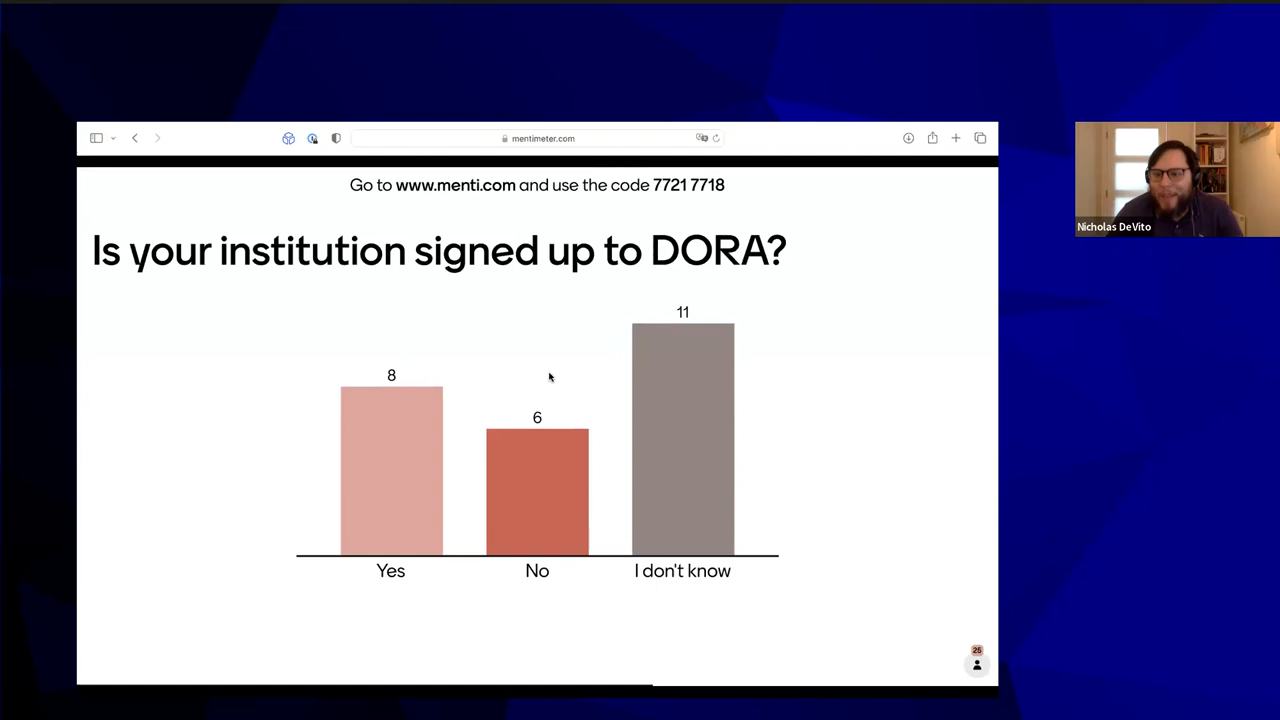 mentimeter.com
Go to www.menti.com and use the code 7721 7718
Is your institution signed up to DORA?
8
6
11
Yes
No
I don't know
25
Nicholas DeVito